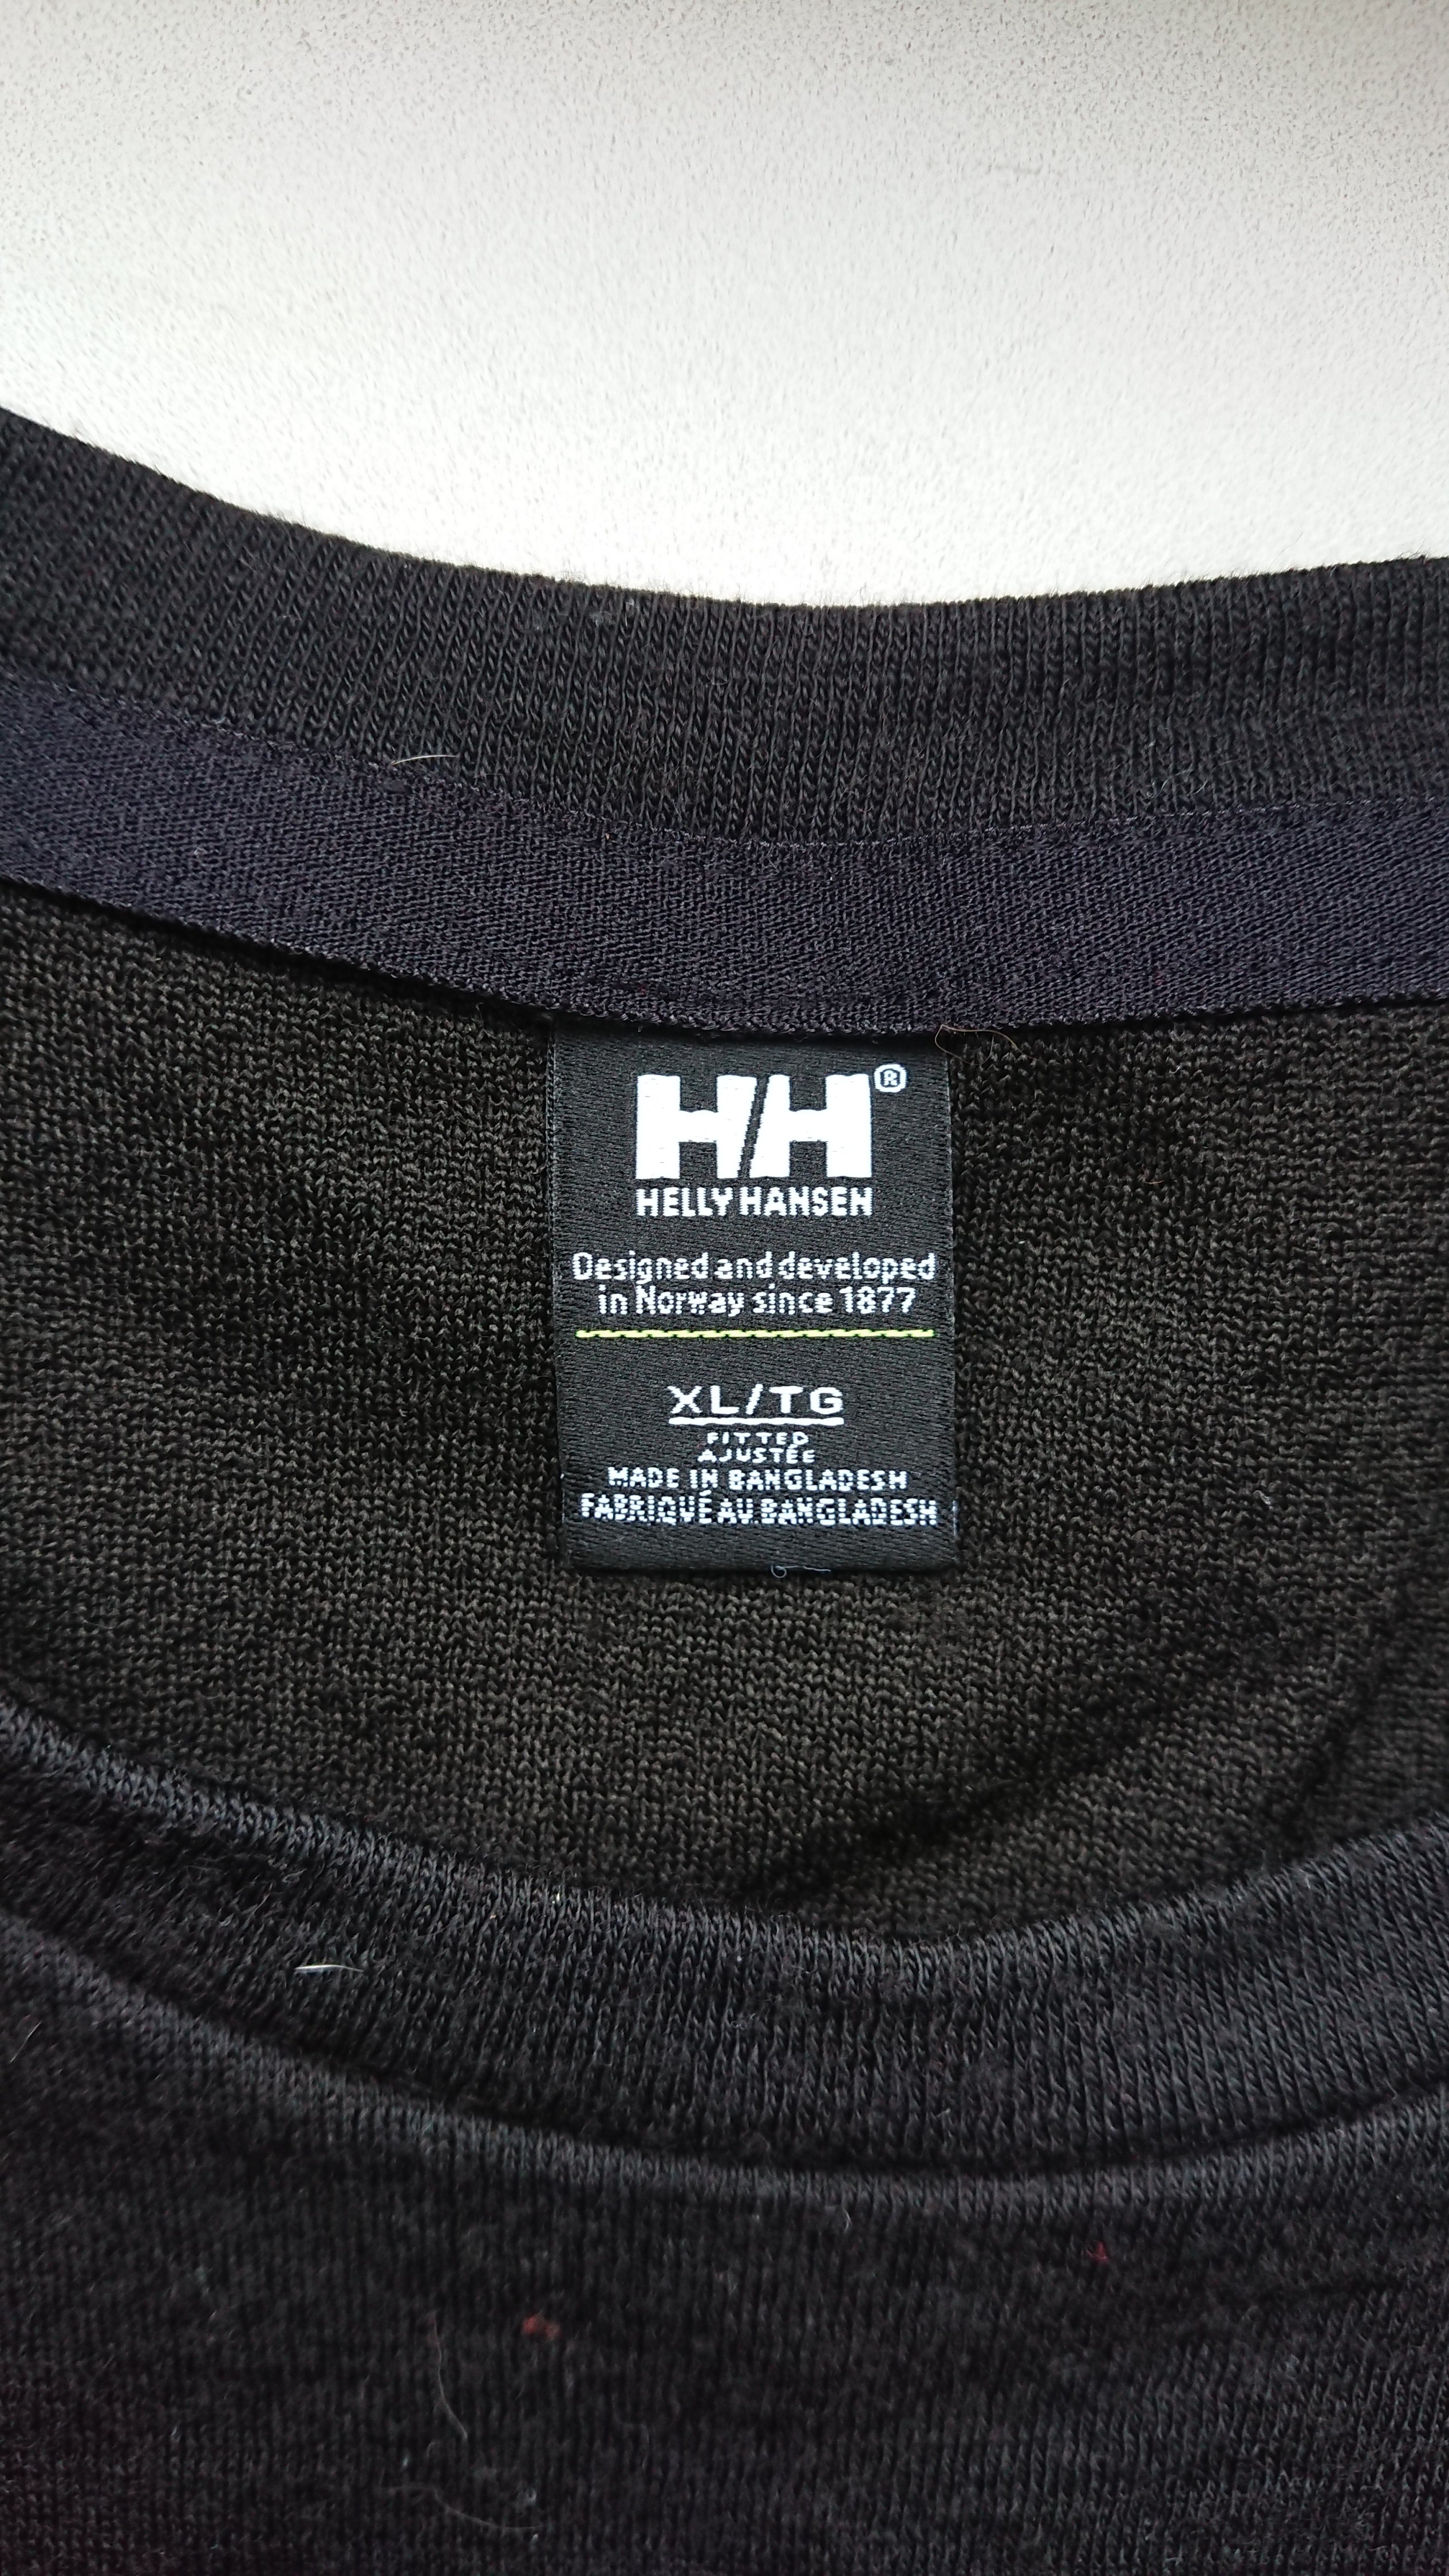 H/H®
HELLY HANSEN
Designed and developed
in Norway since 1877
XL/TG
FITTED
AJUSTÉE
MADE IN BANGLADESH
FABRIQUÉ AU BANGLADESH